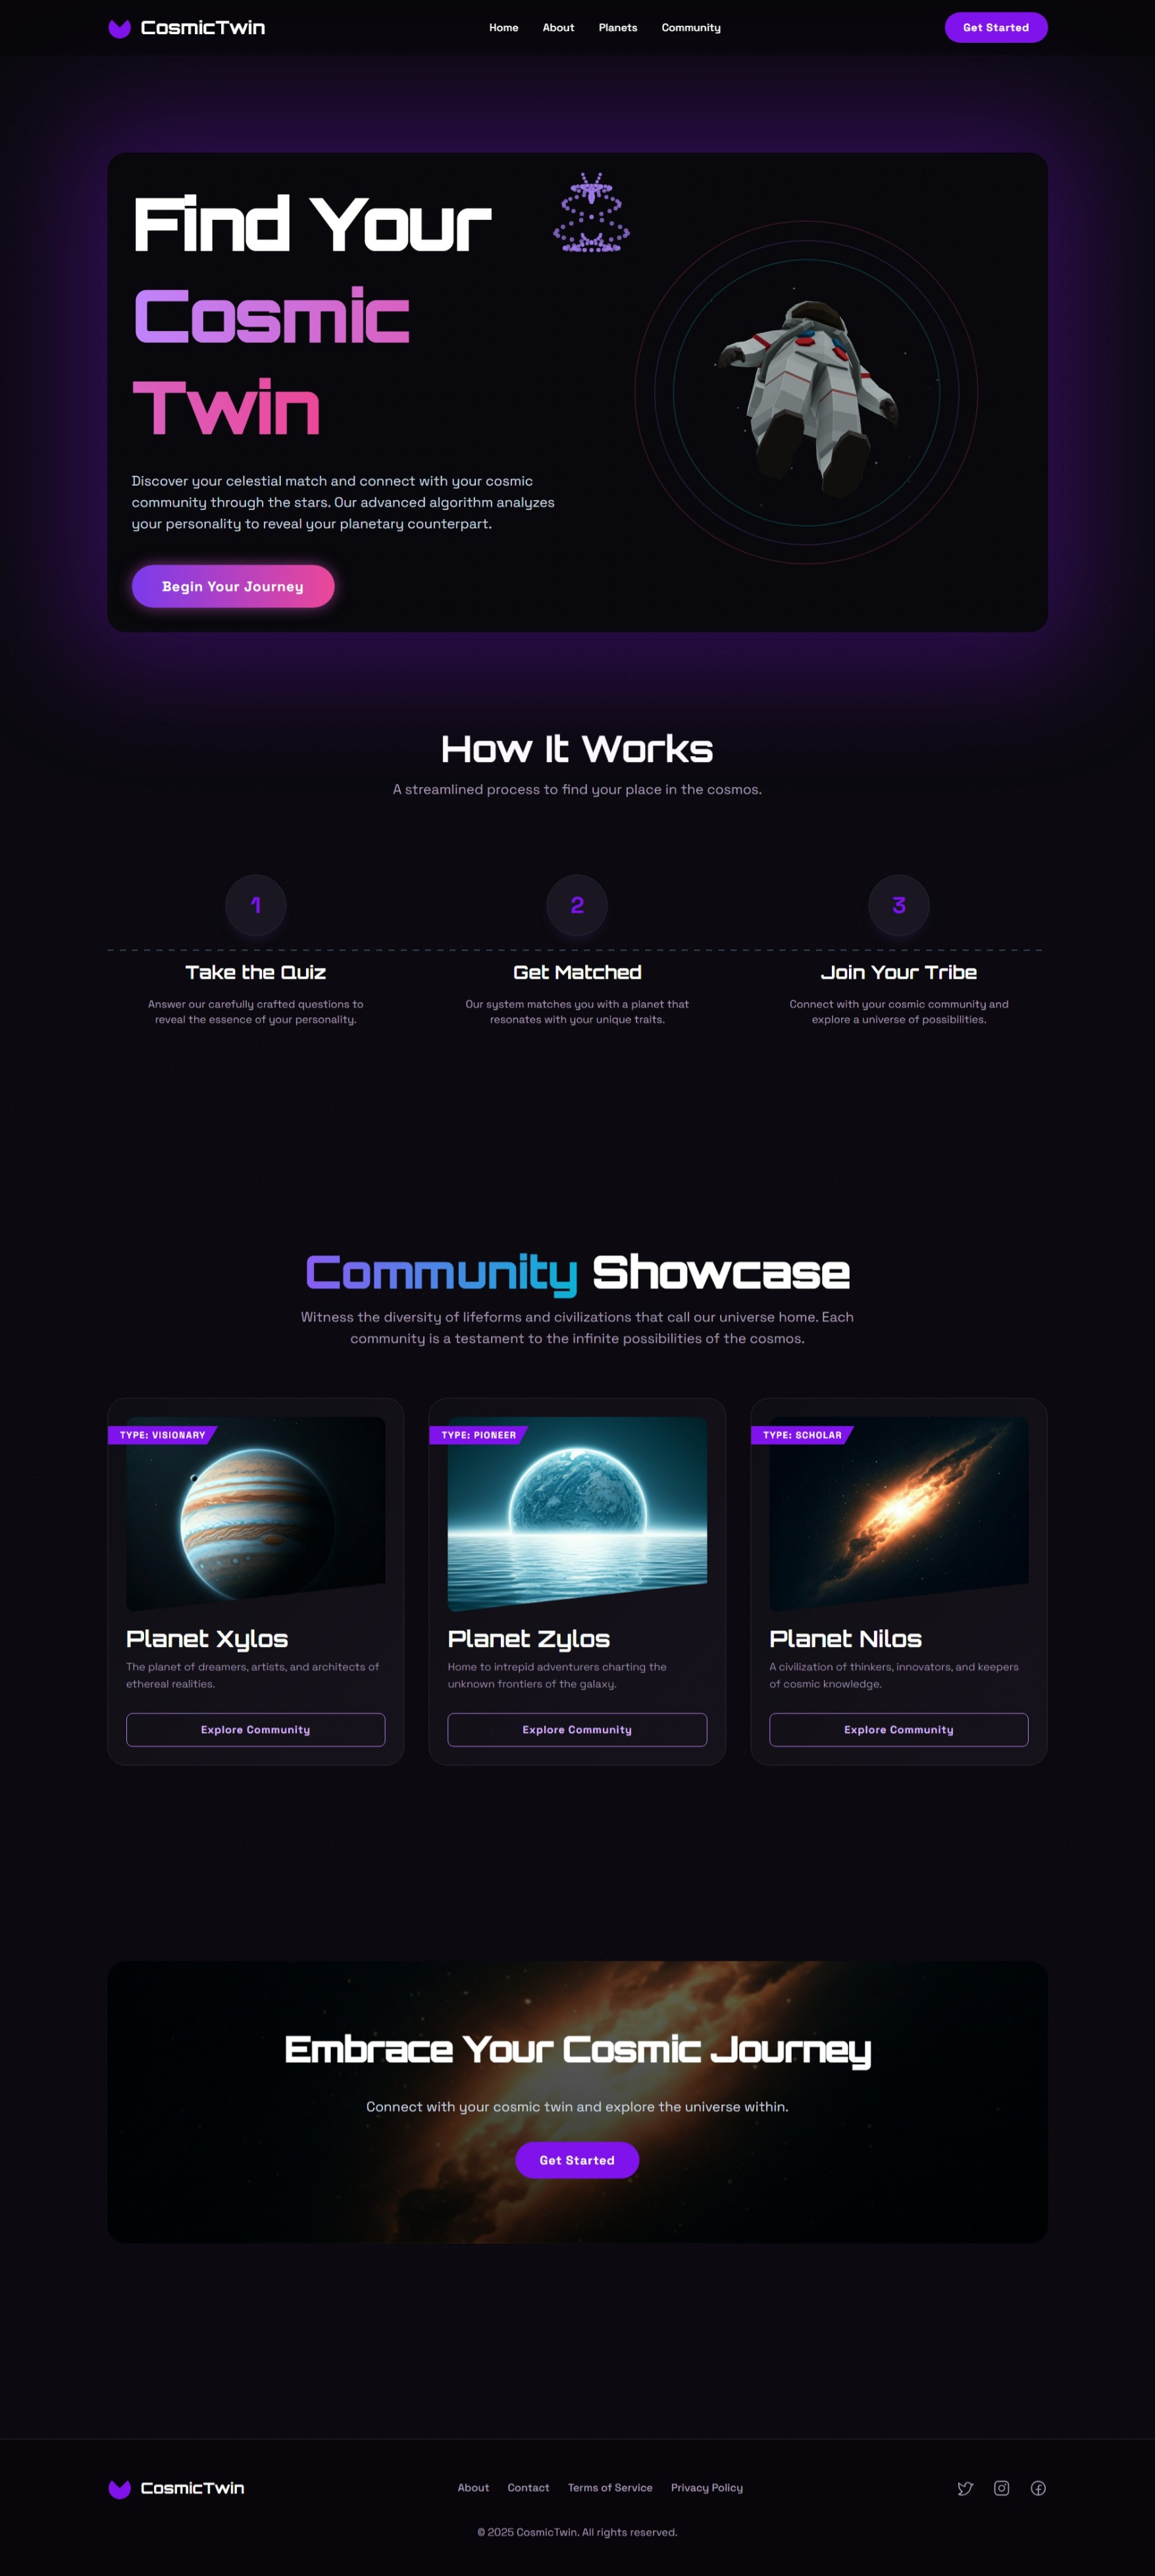 CosmicTwin
Home About Planets Community
Get Started
Find Your
Cosmic
Twin
Discover your celestial match and connect with your cosmic
community through the stars. Our advanced algorithm analyzes
your personality to reveal your planetary counterpart.
Begin Your Journey
How It Works
A streamlined process to find your place in the cosmos.
1
Take the Quiz
Answer our carefully crafted questions to
reveal the essence of your personality.
2
Get Matched
Our system matches you with a planet that
resonates with your unique traits.
3
Join Your Tribe
Connect with your cosmic community and
explore a universe of possibilities.
Community Showcase
Witness the diversity of lifeforms and civilizations that call our universe home. Each
community is a testament to the infinite possibilities of the cosmos.
TYPE: VISIONARY
Planet Xylos
The planet of dreamers, artists, and architects of
ethereal realities.
Explore Community
TYPE: PIONEER
Planet Zylos
Home to intrepid adventurers charting the
unknown frontiers of the galaxy.
Explore Community
TYPE: SCHOLAR
Planet Nilos
A civilization of thinkers, innovators, and keepers
of cosmic knowledge.
Explore Community
Embrace Your Cosmic Journey
Connect with your cosmic twin and explore the universe within.
Get Started
CosmicTwin
About Contact Terms of Service Privacy Policy
© 2025 CosmicTwin. All rights reserved.